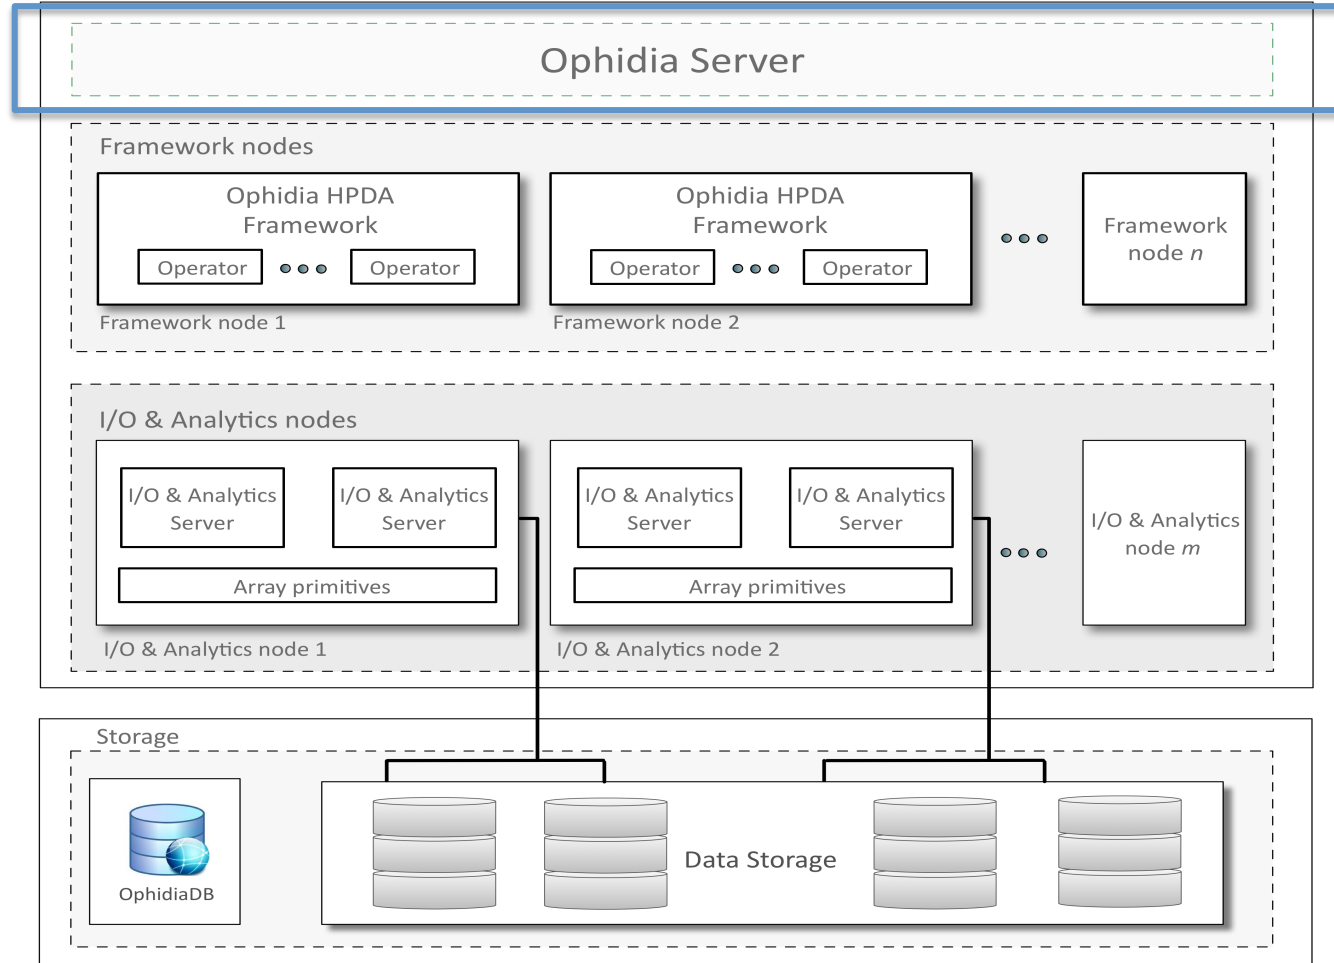 Ophidia Server
Framework nodes
Ophidia HPDA
Framework
Operator
Operator
Framework node 1
Ophidia HPDA
Framework
Operator
Operator
Framework node 2
Framework
node n
I/O & Analytics nodes
I/O & Analytics
Server
I/O & Analytics
Server
Array primitives
I/O & Analytics node 1
I/O & Analytics
Server
I/O & Analytics
Server
Array primitives
I/O & Analytics node 2
I/O & Analytics
node m
Storage
OphidiaDB
Data Storage